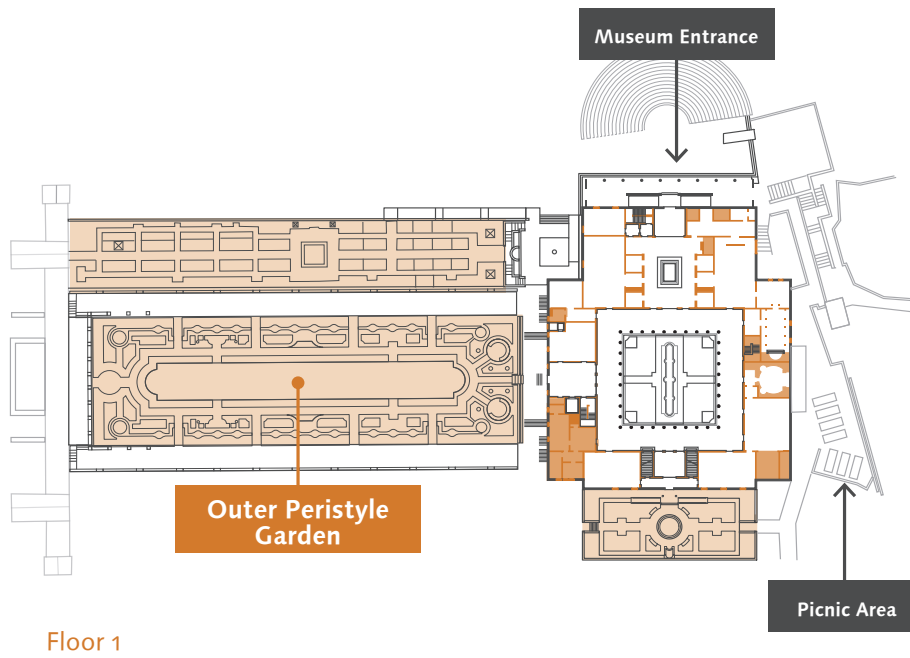 Museum Entrance
Outer Peristyle
Garden
Picnic Area
Floor 1